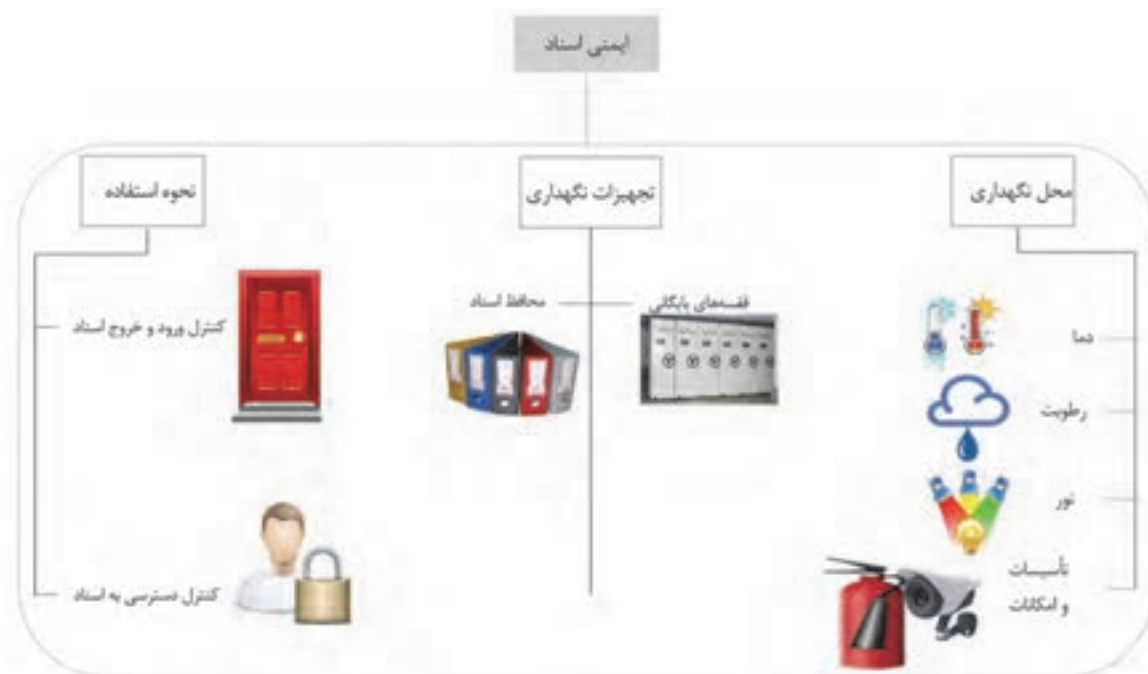 ایمنی اسناد
محل نگهداری
دما
رطوبت
نور
تأسیسات
و امکانات
تجهیزات نگهداری
قفسه‌های بایگانی
محافظ اسناد
نحوه استفاده
کنترل ورود و خروج اسناد
کنترل دسترسی به اسناد